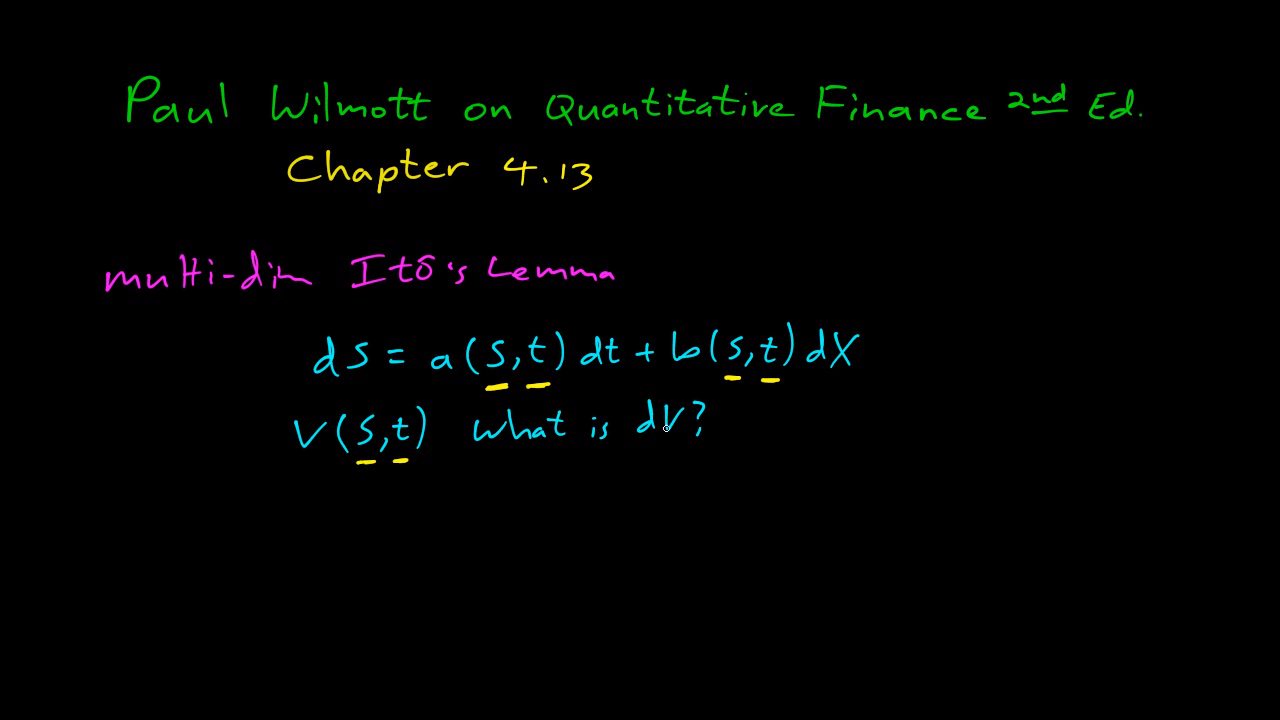 Paul Wilmott on Quantitative Finance 2nd Ed.
Chapter 4.13
multi-dim Itô's Lemma
dS = a(S,t)dt + b(S,t)dX
V(S,t) What is dV?